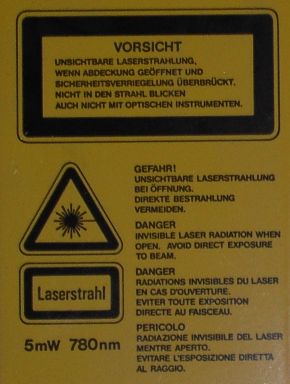 VORSICHT
UNSICHTBARE LASERSTRAHLUNG,
WENN ABDECKUNG GEÖFFNET UND
SICHERHEITSVERRIEGELUNG ÜBERBRÜCKT.
NICHT IN DEN STRAHL BLICKEN
AUCH NICHT MIT OPTISCHEN INSTRUMENTEN.
GEFAHR!
UNSICHTBARE LASERSTRAHLUNG
BEI ÖFFNUNG.
DIREKTE BESTRAHLUNG
VERMEIDEN.
DANGER
INVISIBLE LASER RADIATION WHEN
OPEN. AVOID DIRECT EXPOSURE
TO BEAM.
DANGER
RADIATIONS INVISIBLES DU LASER
EN CAS D'OUVERTURE.
EVITER TOUTE EXPOSITION
DIRECTE AU FAISCEAU.
PERICOLO
RADIAZIONE INVISIBILE DEL LASER
MENTRE APERTO.
EVITARE L'ESPOSIZIONE DIRETTA
AL RAGGIO.
Laserstrahl
5mW 780nm